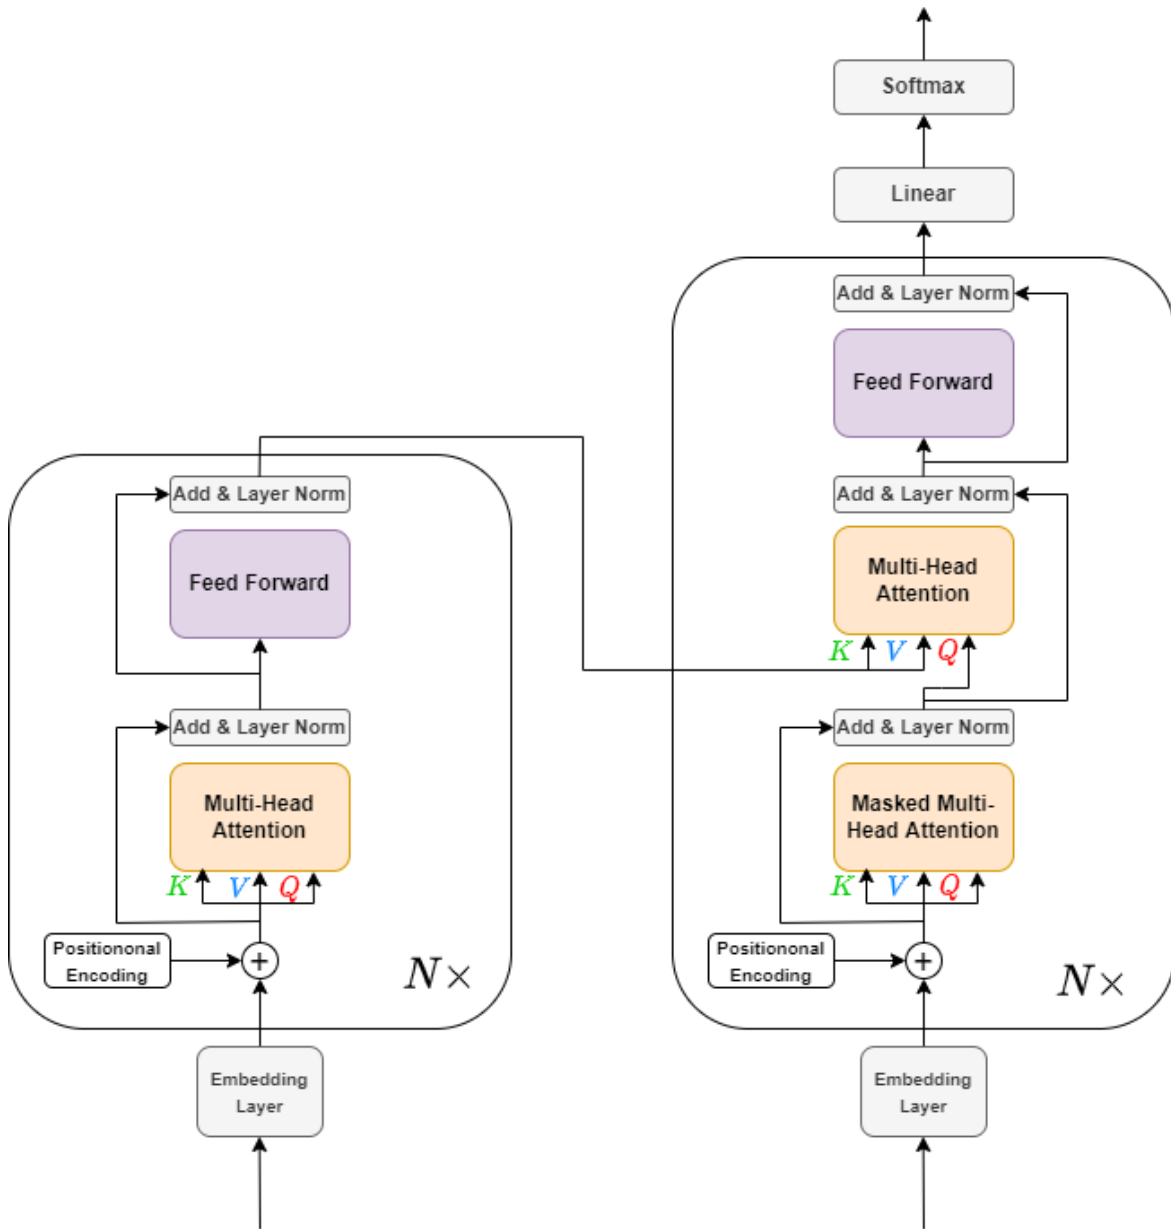 Softmax
Linear
Add & Layer Norm
Feed Forward
Add & Layer Norm
Multi-Head
Attention
K V Q
Add & Layer Norm
Masked Multi-
Head Attention
K V Q
Positiononal
Encoding
+
N×
Embedding
Layer
Add & Layer Norm
Feed Forward
Add & Layer Norm
Multi-Head
Attention
K V Q
Positiononal
Encoding
+
N×
Embedding
Layer